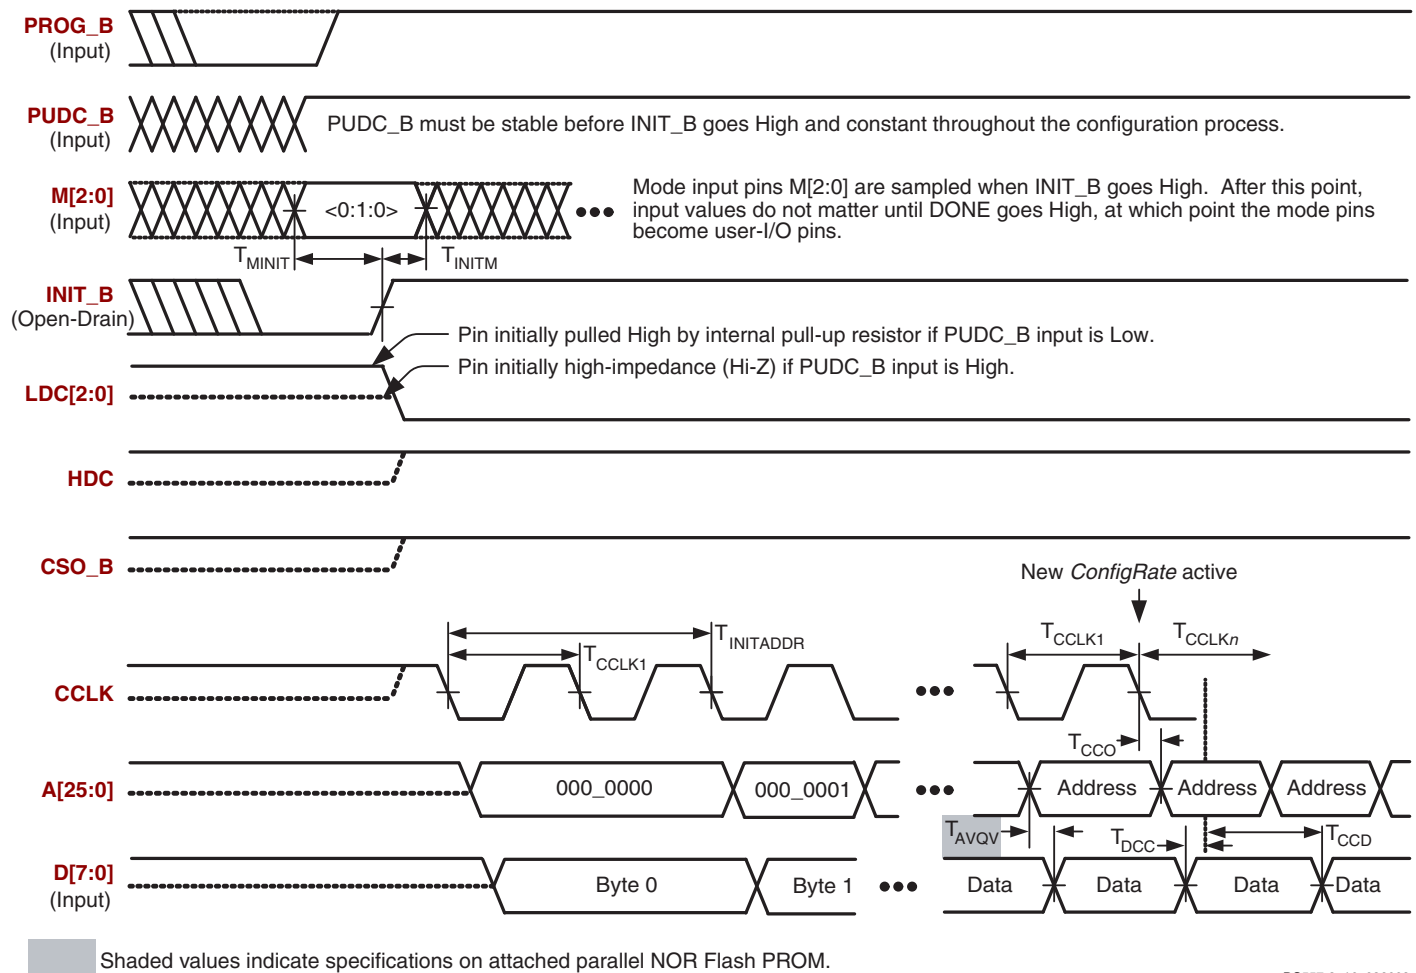 PROG_B
(Input)
PUDC_B
(Input)
PUDC_B must be stable before INIT_B goes High and constant throughout the configuration process.
M[2:0]
(Input)
<0:1:0>
Mode input pins M[2:0] are sampled when INIT_B goes High. After this point,
input values do not matter until DONE goes High, at which point the mode pins
become user-I/O pins.
TMINIT
TINITM
INIT_B
(Open-Drain)
Pin initially pulled High by internal pull-up resistor if PUDC_B input is Low.
Pin initially high-impedance (Hi-Z) if PUDC_B input is High.
LDC[2:0]
HDC
CSO_B
New ConfigRate active
TINITADDR
TCCLK1
TCCLK1
TCCLKn
CCLK
TCCO
A[25:0]
000_0000
000_0001
Address
Address
Address
TAVQV
TDCC
TCCD
D[7:0]
(Input)
Byte 0
Byte 1
Data
Data
Data
Data
Shaded values indicate specifications on attached parallel NOR Flash PROM.